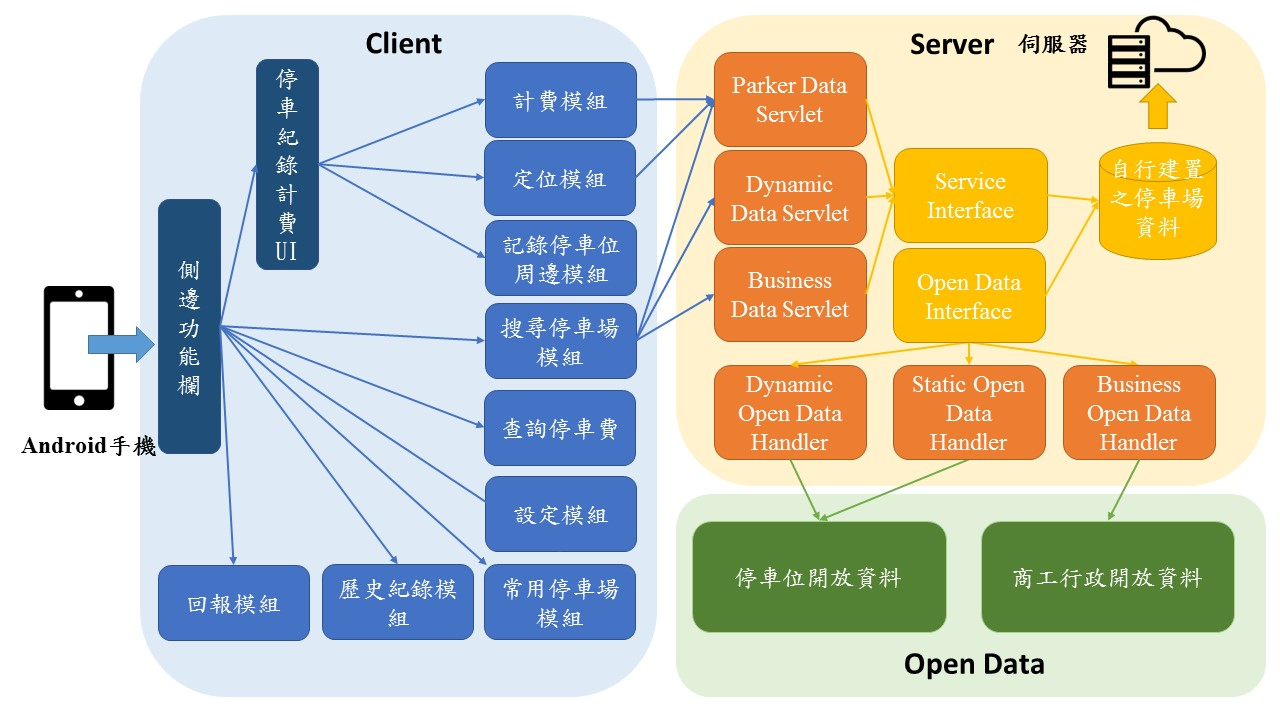 Client
停
車
紀
錄
計
費
UI
側
邊
功
能
欄
Android手機
計費模組
定位模組
記錄停車位
周邊模組
搜尋停車場
模組
查詢停車費
設定模組
回報模組
歷史紀錄模
組
常用停車場
模組
Server 伺服器
Parker Data
Servlet
Dynamic
Data Servlet
Business
Data Servlet
Service
Interface
Open Data
Interface
自行建置
之停車場
資料
Dynamic
Open Data
Handler
Static Open
Data
Handler
Business
Open Data
Handler
停車位開放資料
商工行政開放資料
Open Data